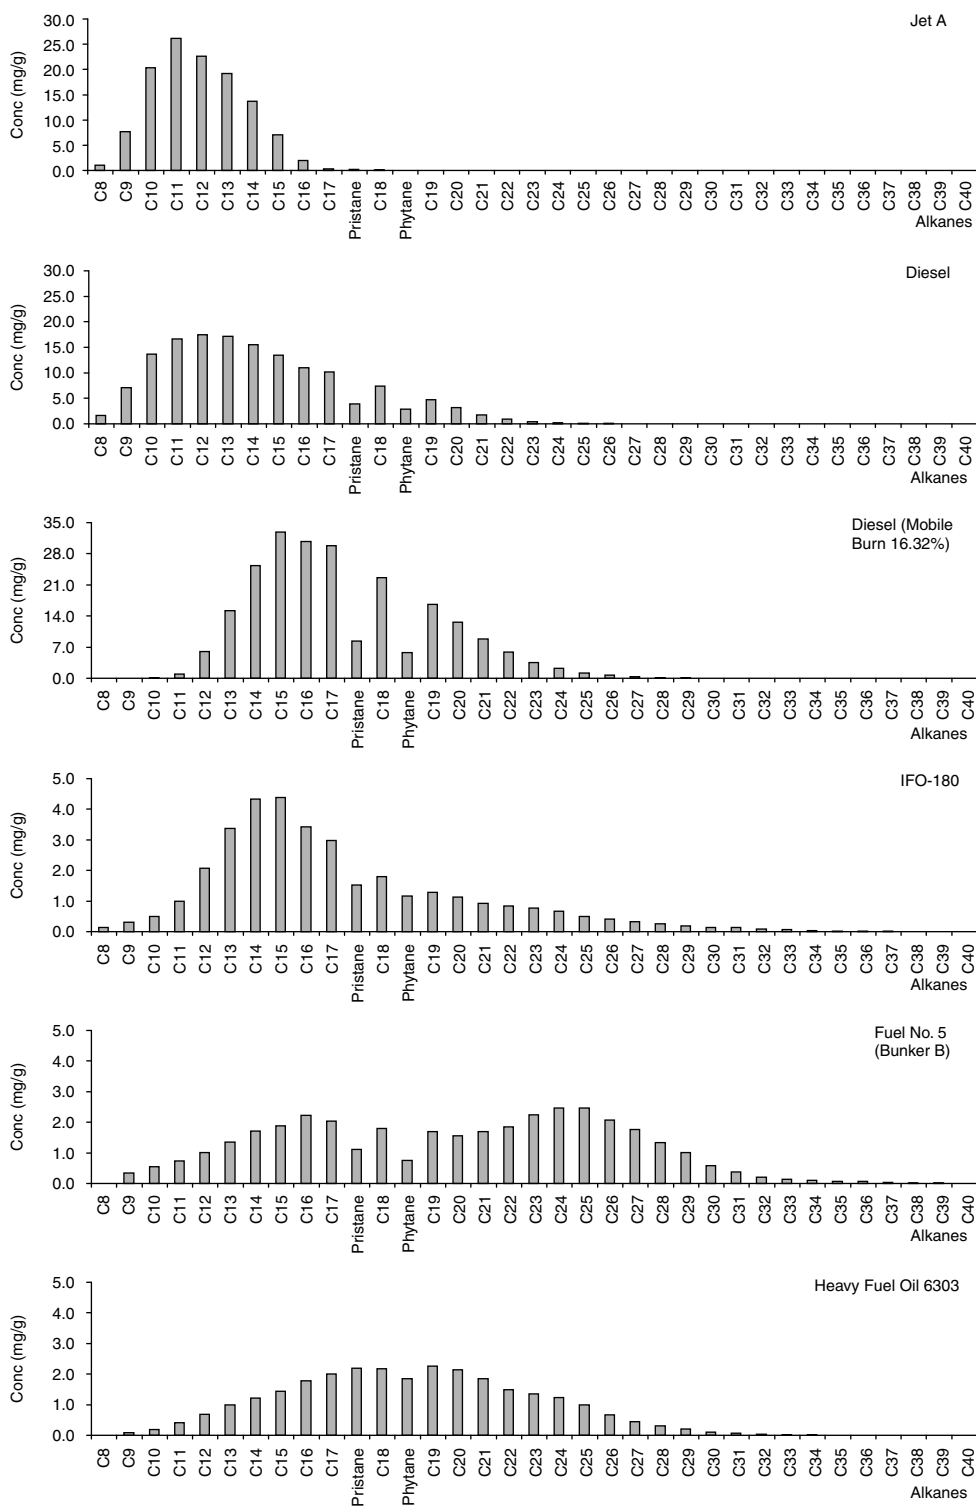 Jet A
Conc (mg/g)
30.0
25.0
20.0
15.0
10.0
5.0
0.0
C8 C9 C10 C11 C12 C13 C14 C15 C16 C17 Pristane C18 Phytane C19 C20 C21 C22 C23 C24 C25 C26 C27 C28 C29 C30 C31 C32 C33 C34 C35 C36 C37 C38 C39 C40
Alkanes
Diesel
Conc (mg/g)
30.0
25.0
20.0
15.0
10.0
5.0
0.0
C8 C9 C10 C11 C12 C13 C14 C15 C16 C17 Pristane C18 Phytane C19 C20 C21 C22 C23 C24 C25 C26 C27 C28 C29 C30 C31 C32 C33 C34 C35 C36 C37 C38 C39 C40
Alkanes
Diesel (Mobile
Burn 16.32%)
Conc (mg/g)
35.0
28.0
21.0
14.0
7.0
0.0
C8 C9 C10 C11 C12 C13 C14 C15 C16 C17 Pristane C18 Phytane C19 C20 C21 C22 C23 C24 C25 C26 C27 C28 C29 C30 C31 C32 C33 C34 C35 C36 C37 C38 C39 C40
Alkanes
IFO-180
Conc (mg/g)
5.0
4.0
3.0
2.0
1.0
0.0
C8 C9 C10 C11 C12 C13 C14 C15 C16 C17 Pristane C18 Phytane C19 C20 C21 C22 C23 C24 C25 C26 C27 C28 C29 C30 C31 C32 C33 C34 C35 C36 C37 C38 C39 C40
Alkanes
Fuel No. 5
(Bunker B)
Conc (mg/g)
5.0
4.0
3.0
2.0
1.0
0.0
C8 C9 C10 C11 C12 C13 C14 C15 C16 C17 Pristane C18 Phytane C19 C20 C21 C22 C23 C24 C25 C26 C27 C28 C29 C30 C31 C32 C33 C34 C35 C36 C37 C38 C39 C40
Alkanes
Heavy Fuel Oil 6303
Conc (mg/g)
5.0
4.0
3.0
2.0
1.0
0.0
C8 C9 C10 C11 C12 C13 C14 C15 C16 C17 Pristane C18 Phytane C19 C20 C21 C22 C23 C24 C25 C26 C27 C28 C29 C30 C31 C32 C33 C34 C35 C36 C37 C38 C39 C40
Alkanes